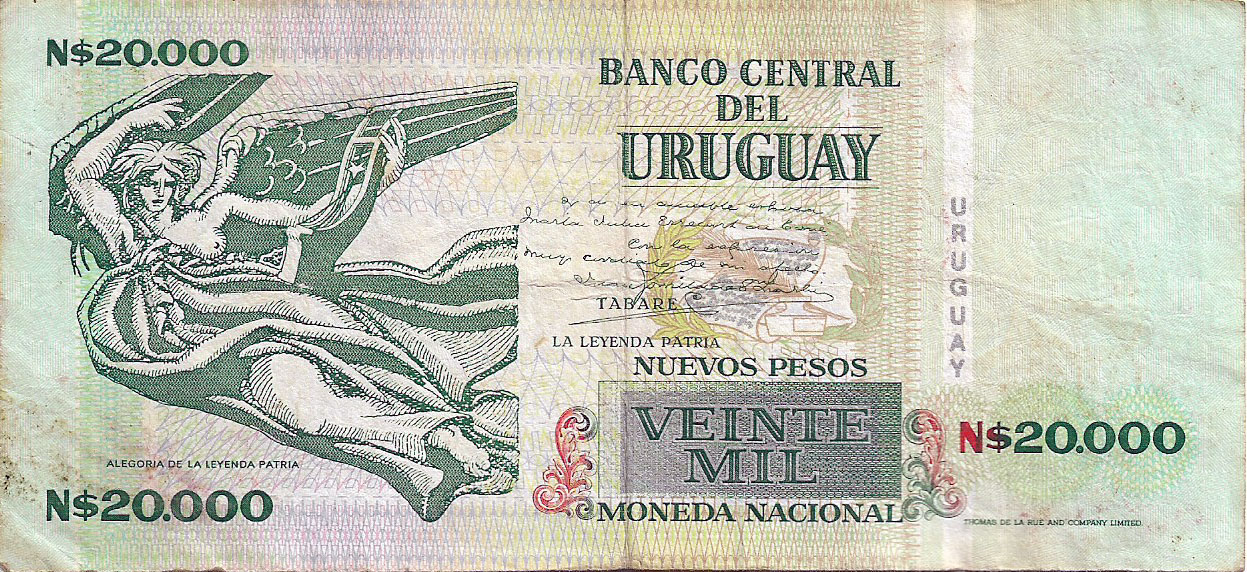 N$20.000
BANCO CENTRAL
DEL
URUGUAY
TABARE
LA LEYENDA PATRIA
NUEVOS PESOS
VEINTE
MIL
MONEDA NACIONAL
URUGUAY
N$20.000
ALEGORIA DE LA LEYENDA PATRIA
N$20.000
THOMAS DE LA RUE AND COMPANY LIMITED.